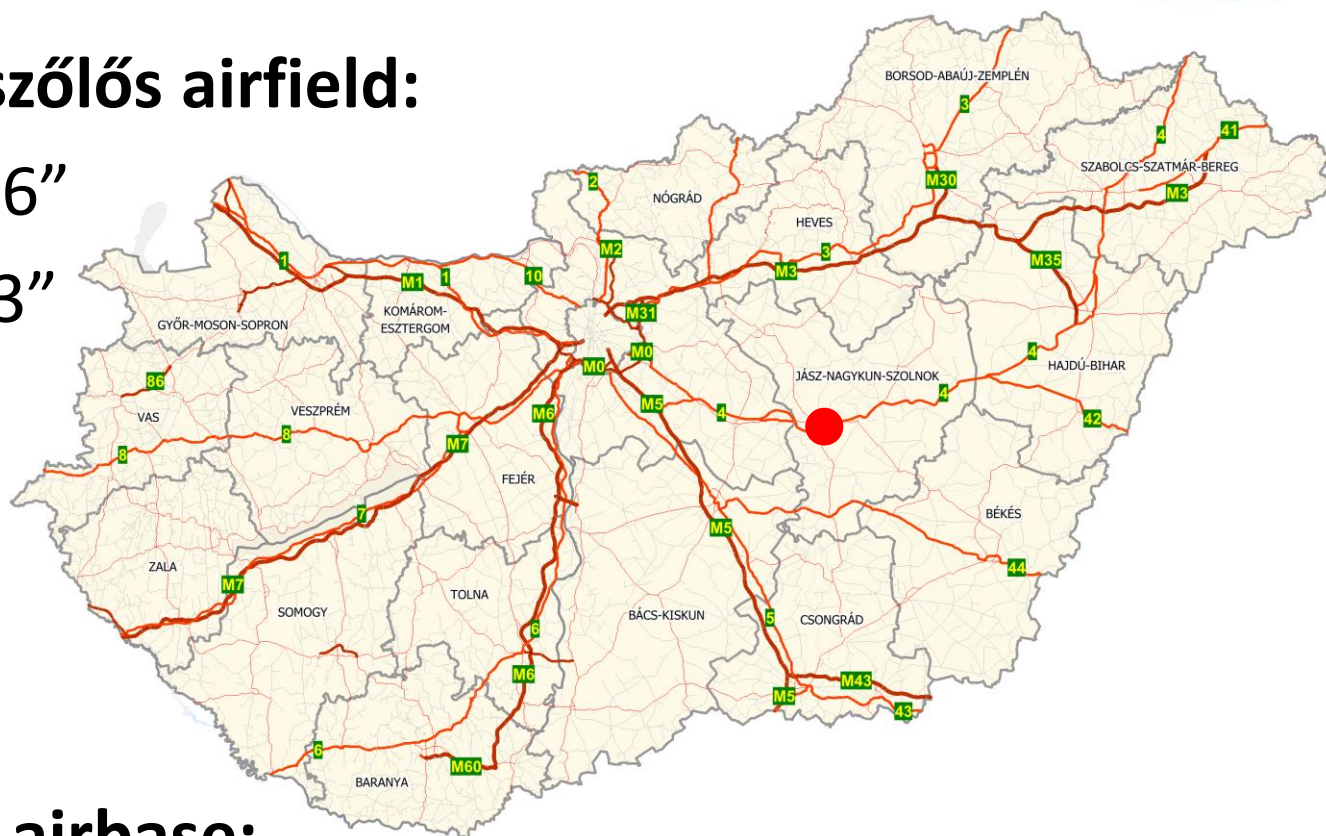 szőlős airfield:
6”
3”
BORSOD-ABAÚJ-ZEMPLÉN
3
4
41
SZABOLCS-SZATMÁR-BEREG
M3
M30
2
NÓGRÁD
HEVES
M2
3
M3
M35
1
M1
1
10
KOMÁROM-
ESZTERGOM
M31
GYŐR-MOSON-SOPRON
M0
M0
4
HAJDÚ-BIHAR
JÁSZ-NAGYKUN-SZOLNOK
86
VAS
VESZPRÉM
M6
M5
4
4
42
8
8
M7
FEJÉR
7
M5
BÉKÉS
44
ZALA
M7
SOMOGY
TOLNA
BÁCS-KISKUN
5
CSONGRÁD
6
M6
M5
M43
43
6
M60
BARANYA
airbase: